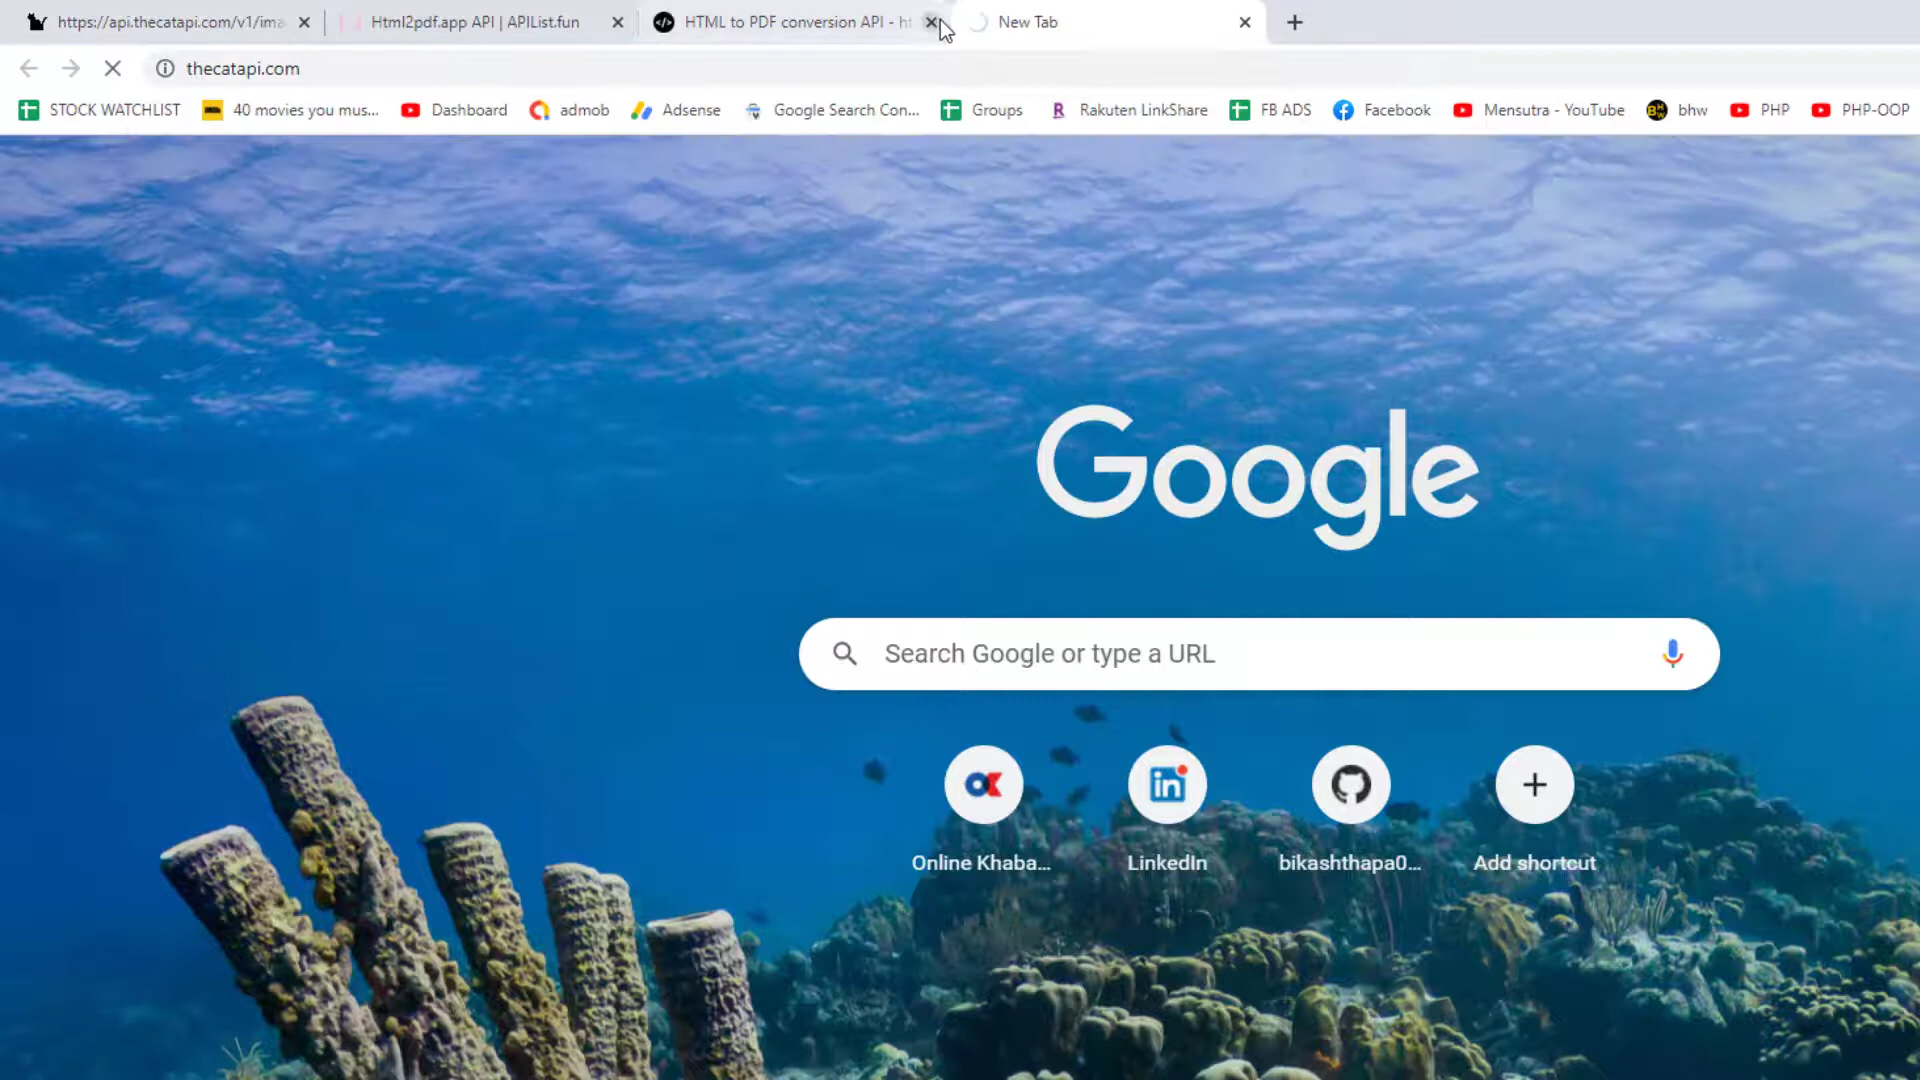 https://api.thecatapi.com/v1/ima
Html2pdf.app API | APIList.fun
HTML to PDF conversion API - ht
New Tab
thecatapi.com
STOCK WATCHLIST
40 movies you mus...
Dashboard
admob
Adsense
Google Search Con...
Groups
Rakuten LinkShare
FB ADS
Facebook
Mensutra - YouTube
bhw
PHP
PHP-OOP
Google
Search Google or type a URL
Online Khaba...
LinkedIn
bikashthapa0...
Add shortcut